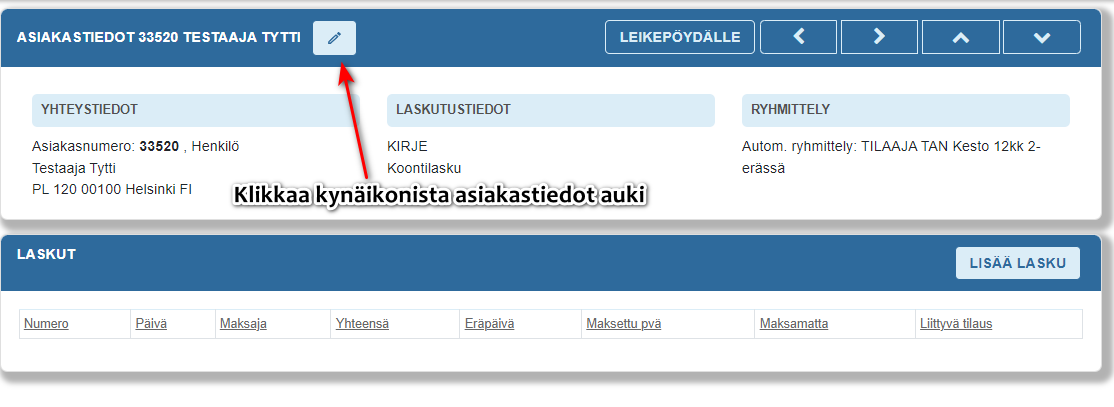 ASIAKASTIEDOT 33520 TESTAAJA TYTTI
LEIKEPÖYDÄLLE
YHTEYSTIEDOT
Asiakasnumero: 33520 , Henkilö
Testaaja Tytti
PL 120 00100 Helsinki FI
LASKUTUSTIEDOT
KIRJE
Koontilasku
RYHMITTELY
Autom. ryhmittely: TILAAJA TAN Kesto 12kk 2-
erässä
Klikkaa kynäikonista asiakastiedot auki
LASKUT
LISÄÄ LASKU
Numero Päivä Maksaja Yhteensä Eräpäivä Maksettu pvä Maksamatta Liittyvä tilaus